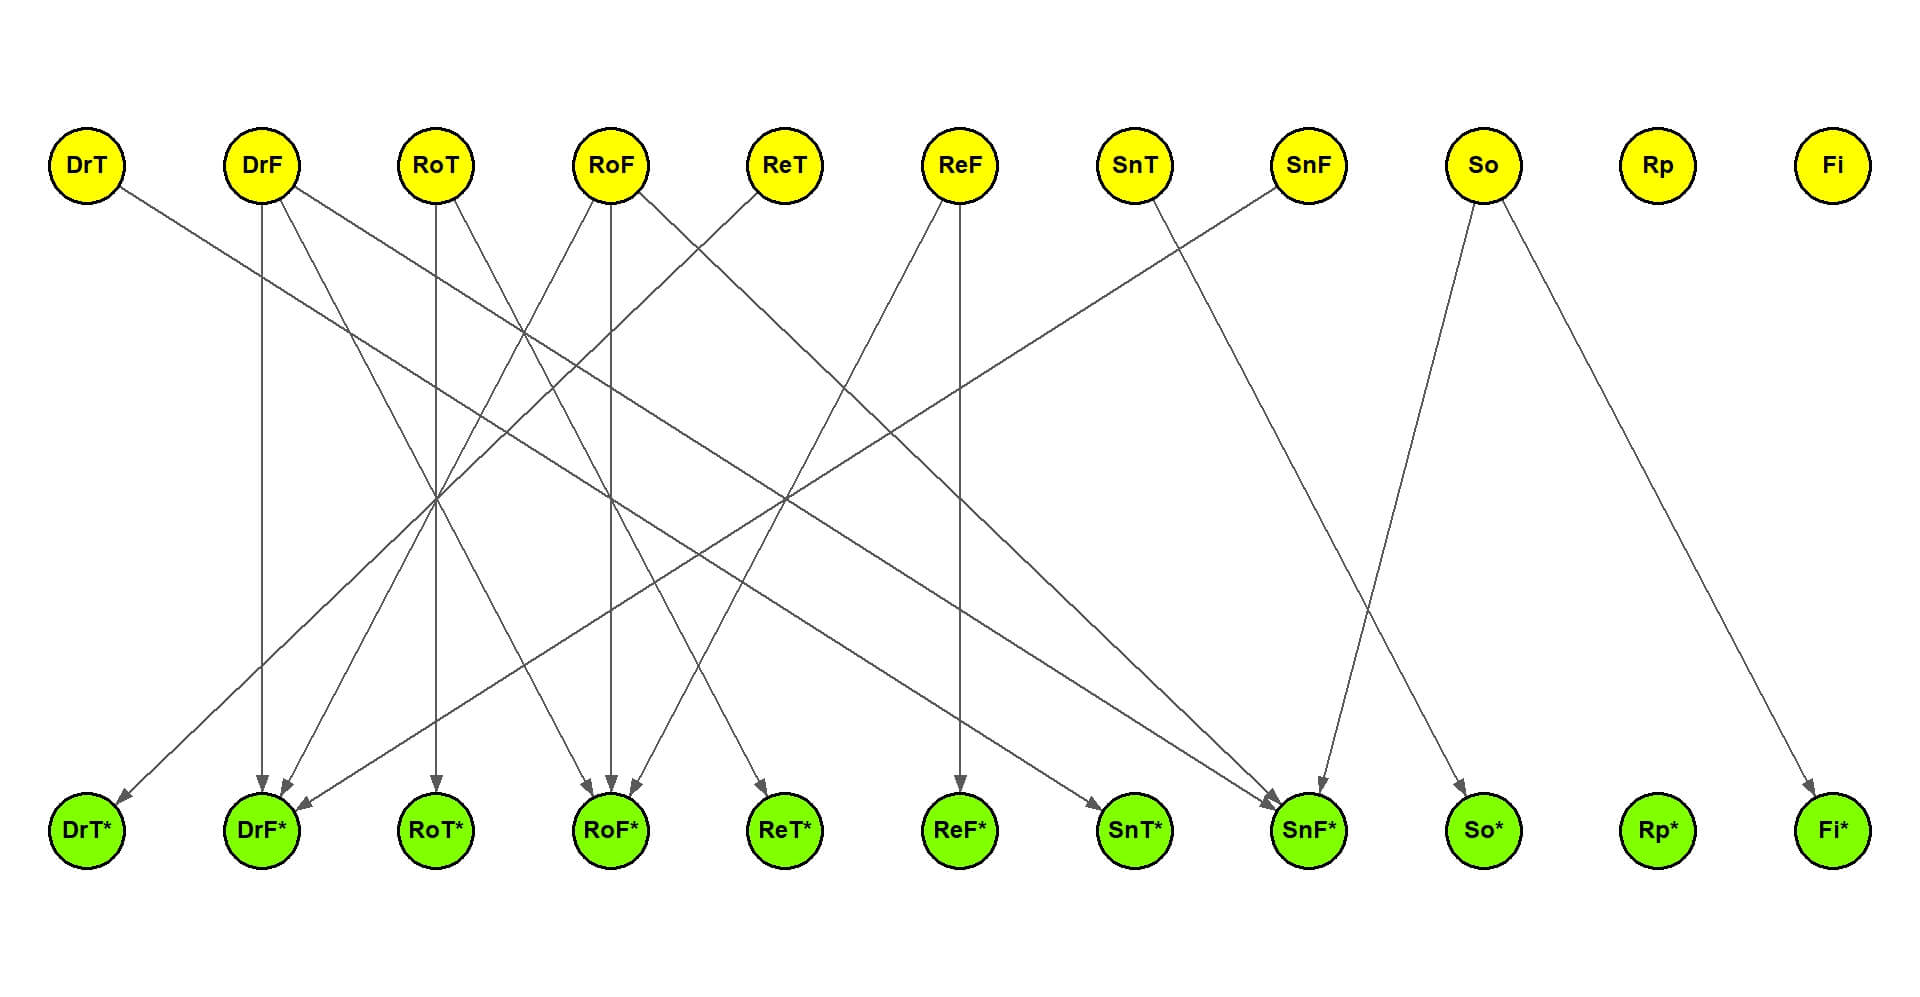 DrT DrF RoT RoF ReT ReF SnT SnF So Rp Fi
DrT* DrF* RoT* RoF* ReT* ReF* SnT* SnF* So* Rp* Fi*